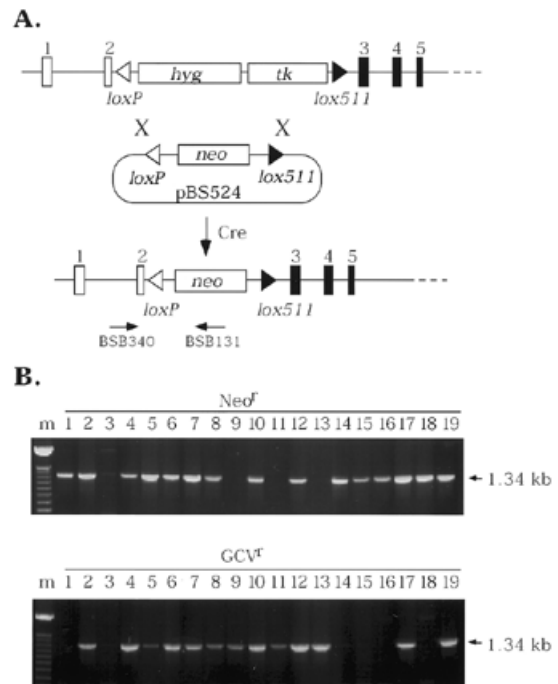 A.
1 2 3 4 5
hyg tk
loxP lox511
X X
neo
loxP lox511
pBS524
Cre
1 2 3 4 5
neo
loxP lox511
BSB340 BSB131
B.
Neoʳ
m 1 2 3 4 5 6 7 8 9 10 11 12 13 14 15 16 17 18 19
1.34 kb
GCVʳ
m 1 2 3 4 5 6 7 8 9 10 11 12 13 14 15 16 17 18 19
1.34 kb